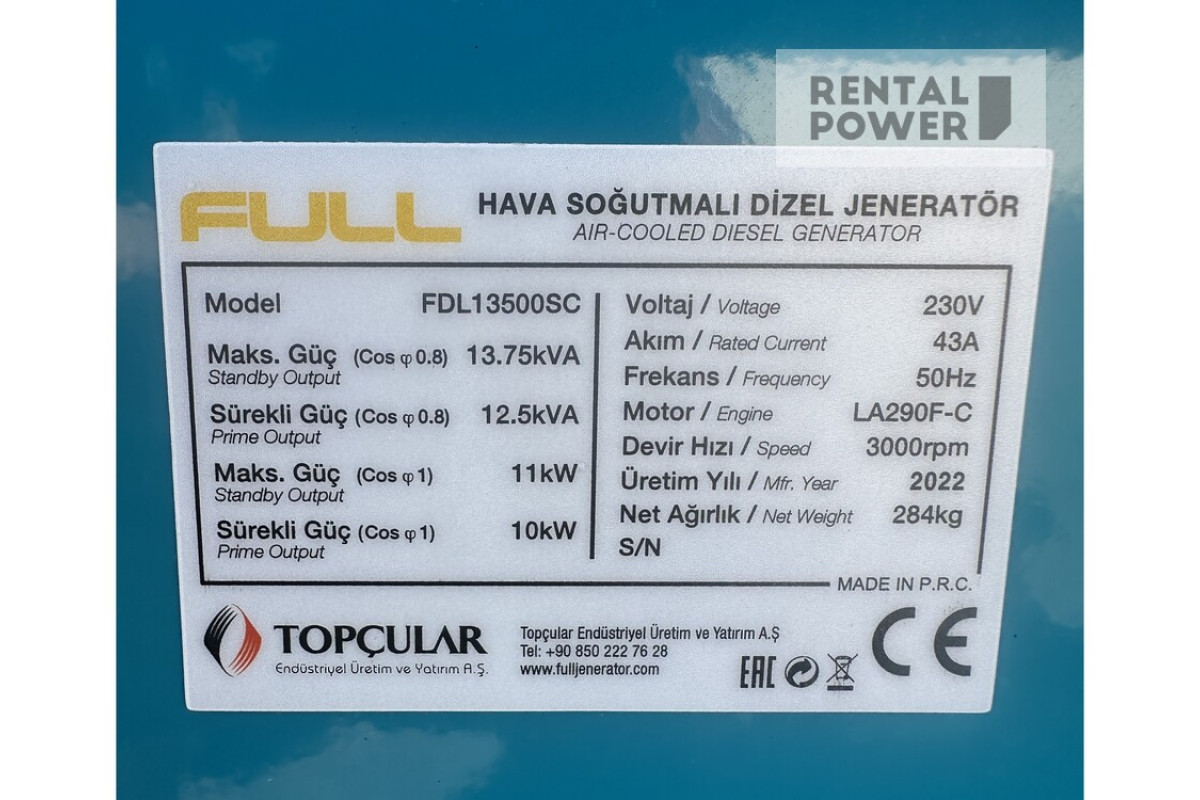 RENTAL
POWER
FULL
HAVA SOĞUTMALI DİZEL JENERATÖR
AIR-COOLED DIESEL GENERATOR
Model FDL13500SC
Maks. Güç (Cos φ 0.8) 13.75kVA
Standby Output
Sürekli Güç (Cos φ 0.8) 12.5kVA
Prime Output
Maks. Güç (Cos φ 1) 11kW
Standby Output
Sürekli Güç (Cos φ 1) 10kW
Prime Output
Voltaj / Voltage 230V
Akım / Rated Current 43A
Frekans / Frequency 50Hz
Motor / Engine LA290F-C
Devir Hızı / Speed 3000rpm
Üretim Yılı / Mfr. Year 2022
Net Ağırlık / Net Weight 284kg
S/N
MADE IN P.R.C.
TOPÇULAR
Endüstriyel Üretim ve Yatırım A.Ş.
Topçular Endüstriyel Üretim ve Yatırım A.Ş
Tel: +90 850 222 76 28
www.fulljenerator.com
EAC
CE